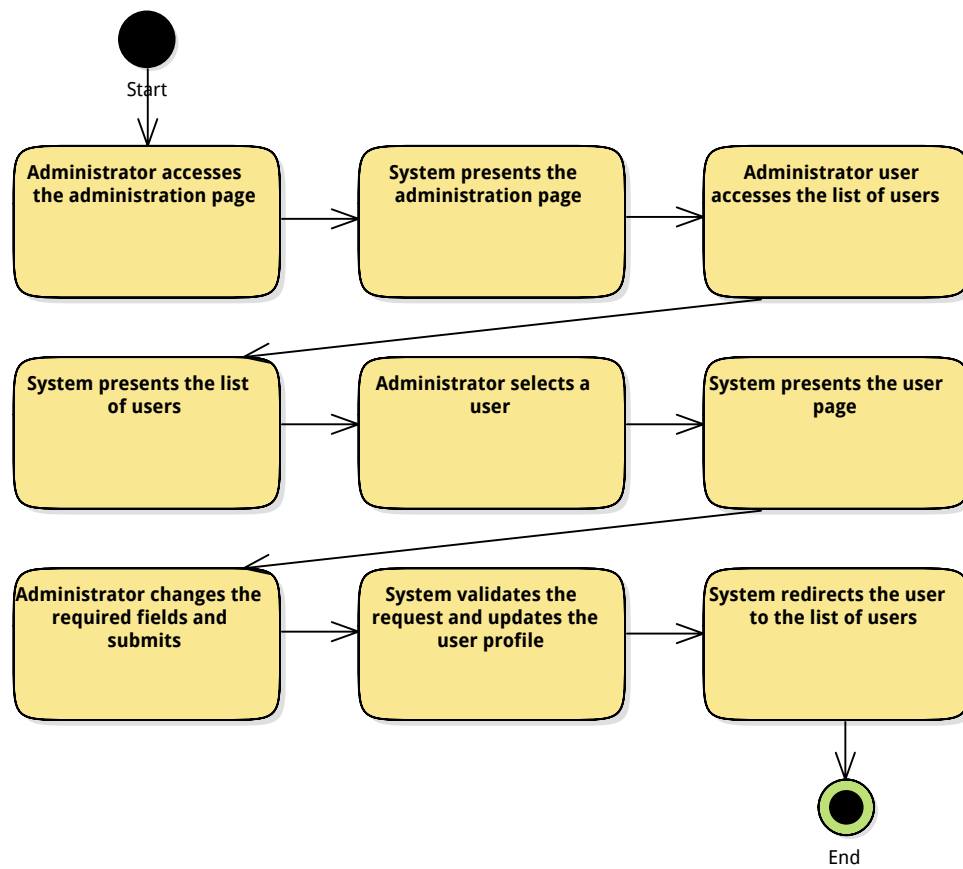 Start
Administrator accesses
the administration page
System presents the
administration page
Administrator user
accesses the list of users
System presents the list
of users
Administrator selects a
user
System presents the user
page
Administrator changes the
required fields and
submits
System validates the
request and updates the
user profile
System redirects the user
to the list of users
End